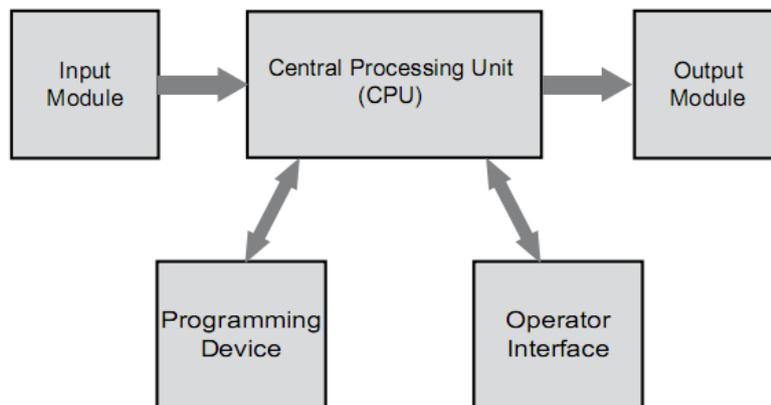 Input
Module
Central Processing Unit
(CPU)
Output
Module
Programming
Device
Operator
Interface